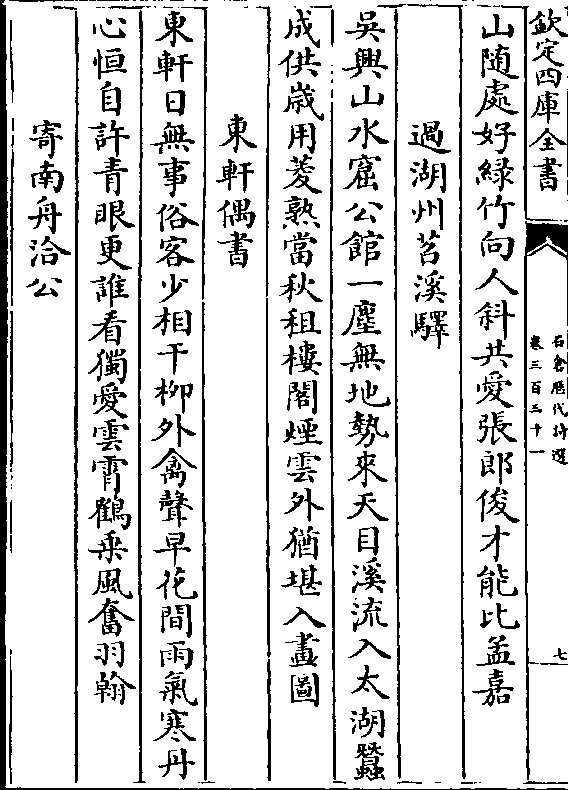 欽定四庫全書
石倉歷代詩選
卷三百三十一
七
山随處好緑竹向人斜共愛張郎俊才能比孟嘉
過湖州苕溪驛
吳興山水窟公館一塵無地勢来天目溪流入太湖蠶
成供嵗用菱熟當秋租樓閣煙雲外猶堪入畫圖
東軒偶書
東軒日無事俗客少相干栁外禽聲早花間雨氣寒丹
心恒自許青眼更誰看獨愛雲霄鶴乗風奮羽翰
寄南舟洽公